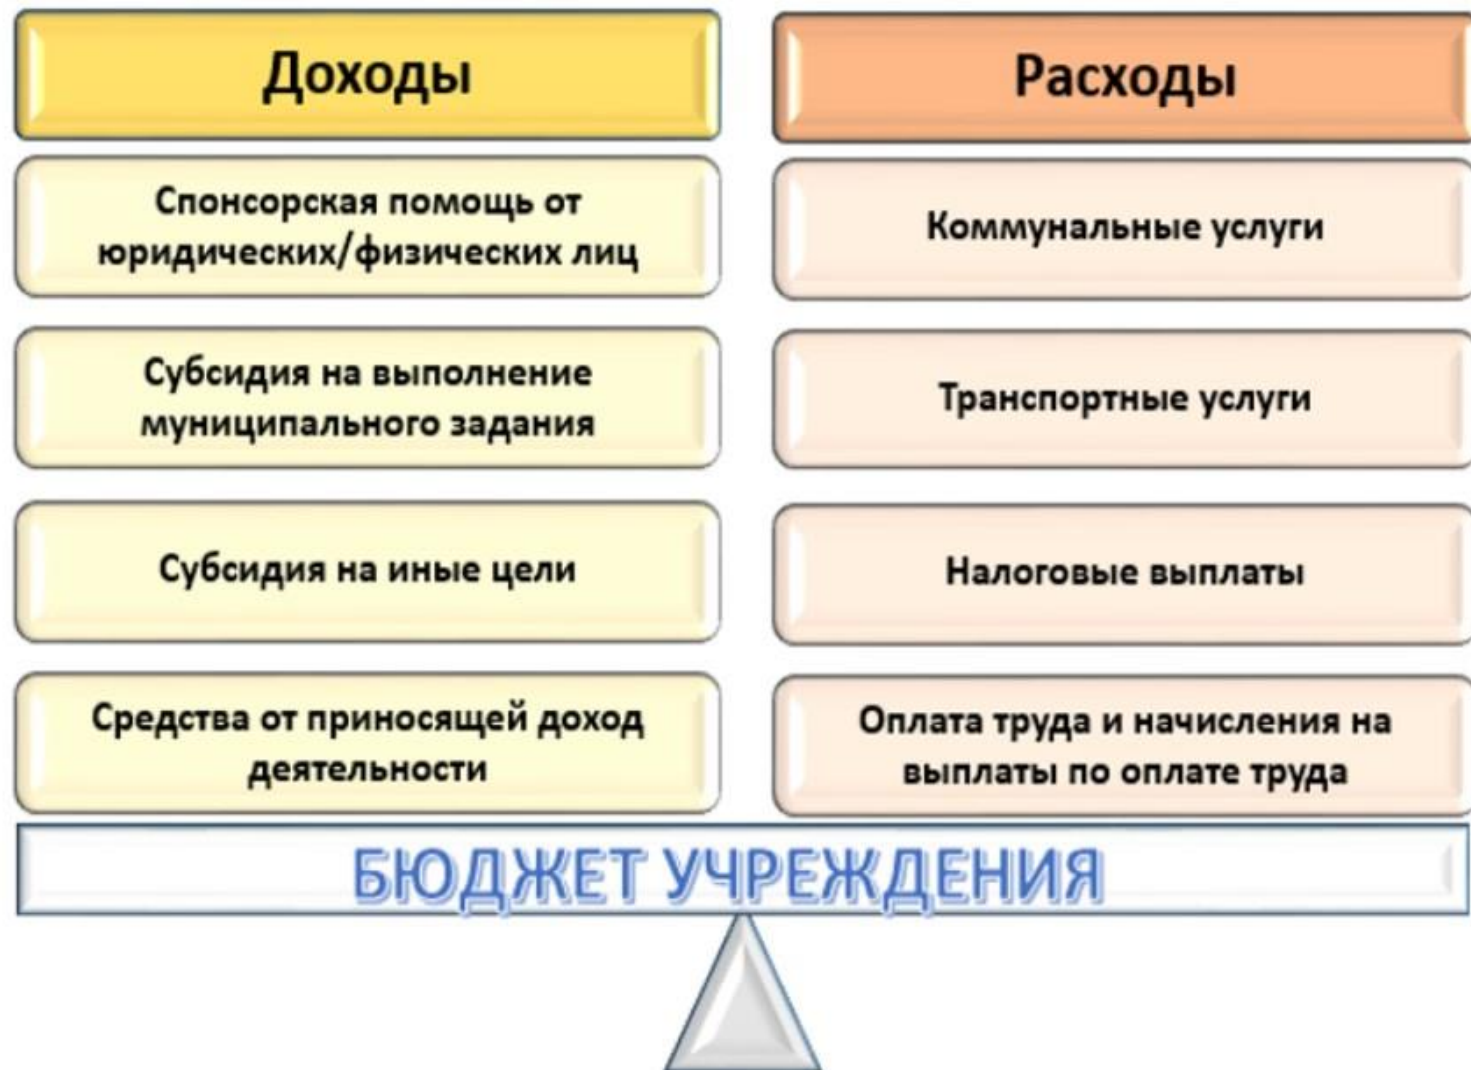 Доходы
Спонсорская помощь от
юридических/физических лиц
Субсидия на выполнение
муниципального задания
Субсидия на иные цели
Средства от приносящей доход
деятельности
Расходы
Коммунальные услуги
Транспортные услуги
Налоговые выплаты
Оплата труда и начисления на
выплаты по оплате труда
БЮДЖЕТ УЧРЕЖДЕНИЯ